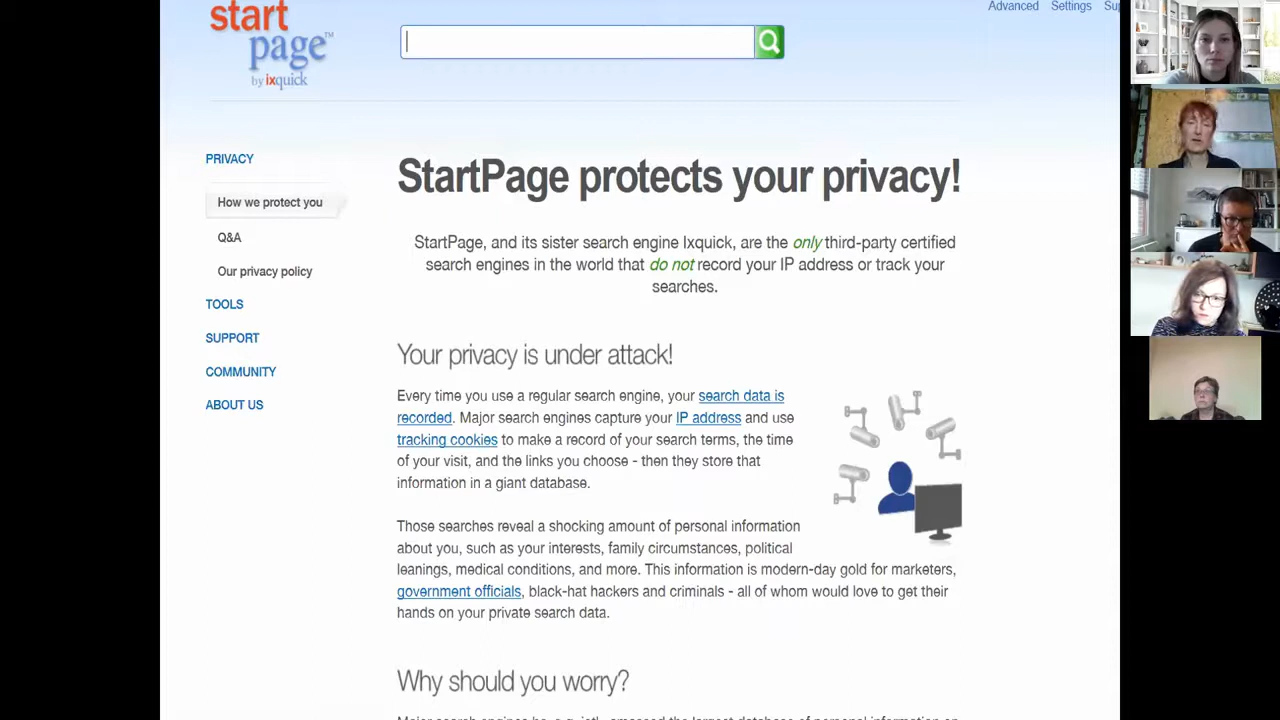 start
page™
by ixquick
Advanced Settings
PRIVACY
How we protect you
Q&A
Our privacy policy
TOOLS
SUPPORT
COMMUNITY
ABOUT US
StartPage protects your privacy!
StartPage, and its sister search engine Ixquick, are the only third-party certified
search engines in the world that do not record your IP address or track your
searches.
Your privacy is under attack!
Every time you use a regular search engine, your search data is
recorded. Major search engines capture your IP address and use
tracking cookies to make a record of your search terms, the time
of your visit, and the links you choose - then they store that
information in a giant database.
Those searches reveal a shocking amount of personal information
about you, such as your interests, family circumstances, political
leanings, medical conditions, and more. This information is modern-day gold for marketers,
government officials, black-hat hackers and criminals - all of whom would love to get their
hands on your private search data.
Why should you worry?